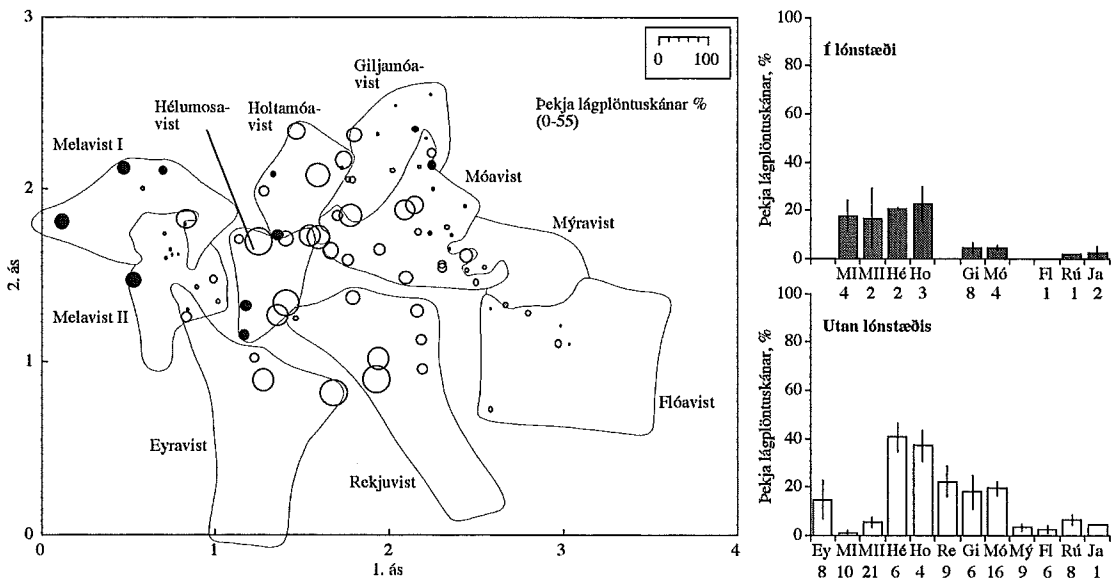 3
2
1
0
2. ás
0
1
2
3
4
1. ás
0 100
Þekja lágplöntuskánar %
(0-55)
Giljamóa-
vist
Hélumosa-
vist
Holtamóa-
vist
Melavist I
Móavist
Mýravist
Melavist II
Flóavist
Eyravist
Rekjuvist
Þekja lágplöntuskánar, %
100
80
60
40
20
0
Í lónstæði
MI MII Hé Ho Gi Mó Fl Rú Ja
4 2 2 3 8 4 1 1 2
Þekja lágplöntuskánar, %
100
80
60
40
20
0
Utan lónstæðis
Ey MI MII Hé Ho Re Gi Mó Mý Fl Rú Ja
8 10 21 6 4 9 6 16 9 6 8 1